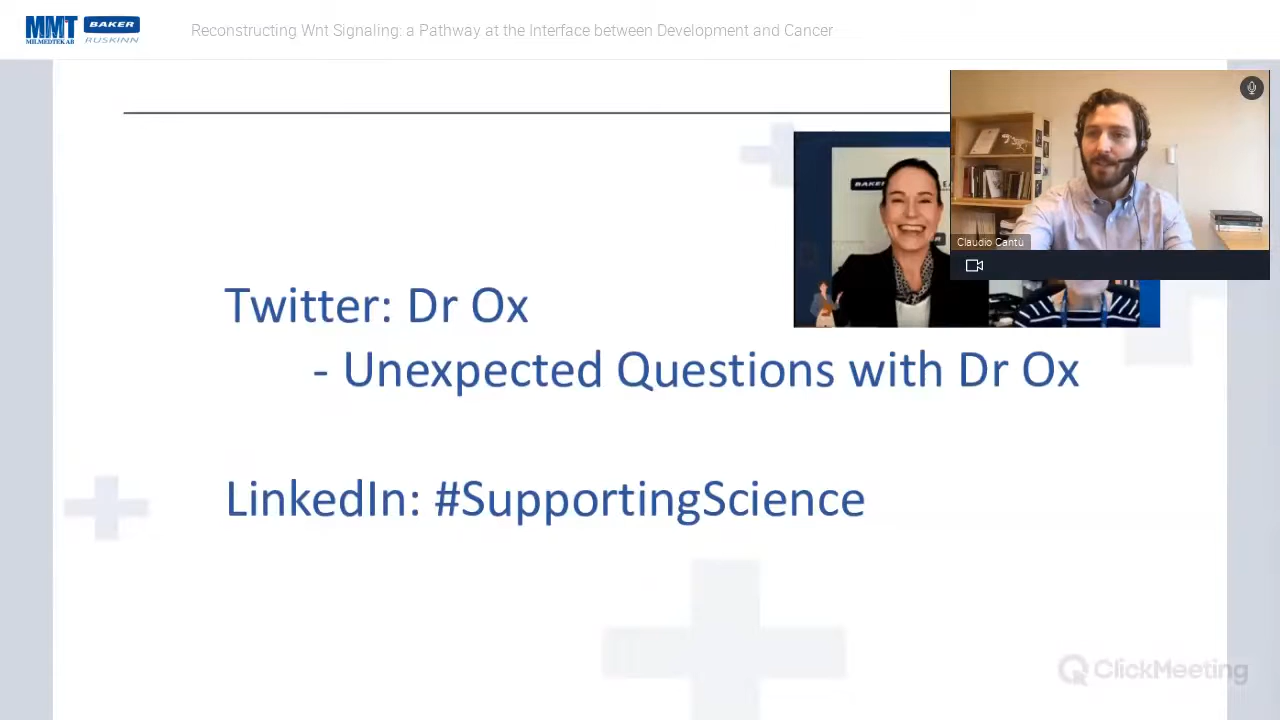 MMT
MILMEDTEK AB
BAKER
RUSKINN
Reconstructing Wnt Signaling: a Pathway at the Interface between Development and Cancer
BAKER
Claudio Cantù
Twitter: Dr Ox
- Unexpected Questions with Dr Ox
LinkedIn: #SupportingScience
ClickMeeting